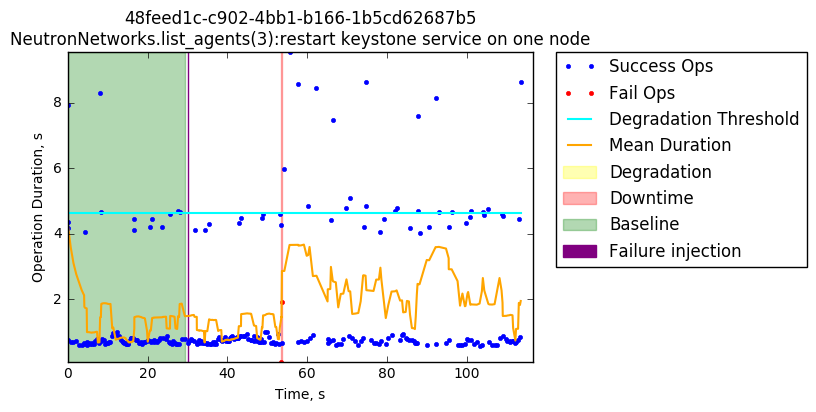 48feed1c-c902-4bb1-b166-1b5cd62687b5
NeutronNetworks.list_agents(3):restart keystone service on one node
Operation Duration, s
8
6
4
2
0
20
40
60
80
100
Time, s
Success Ops
Fail Ops
Degradation Threshold
Mean Duration
Degradation
Downtime
Baseline
Failure injection